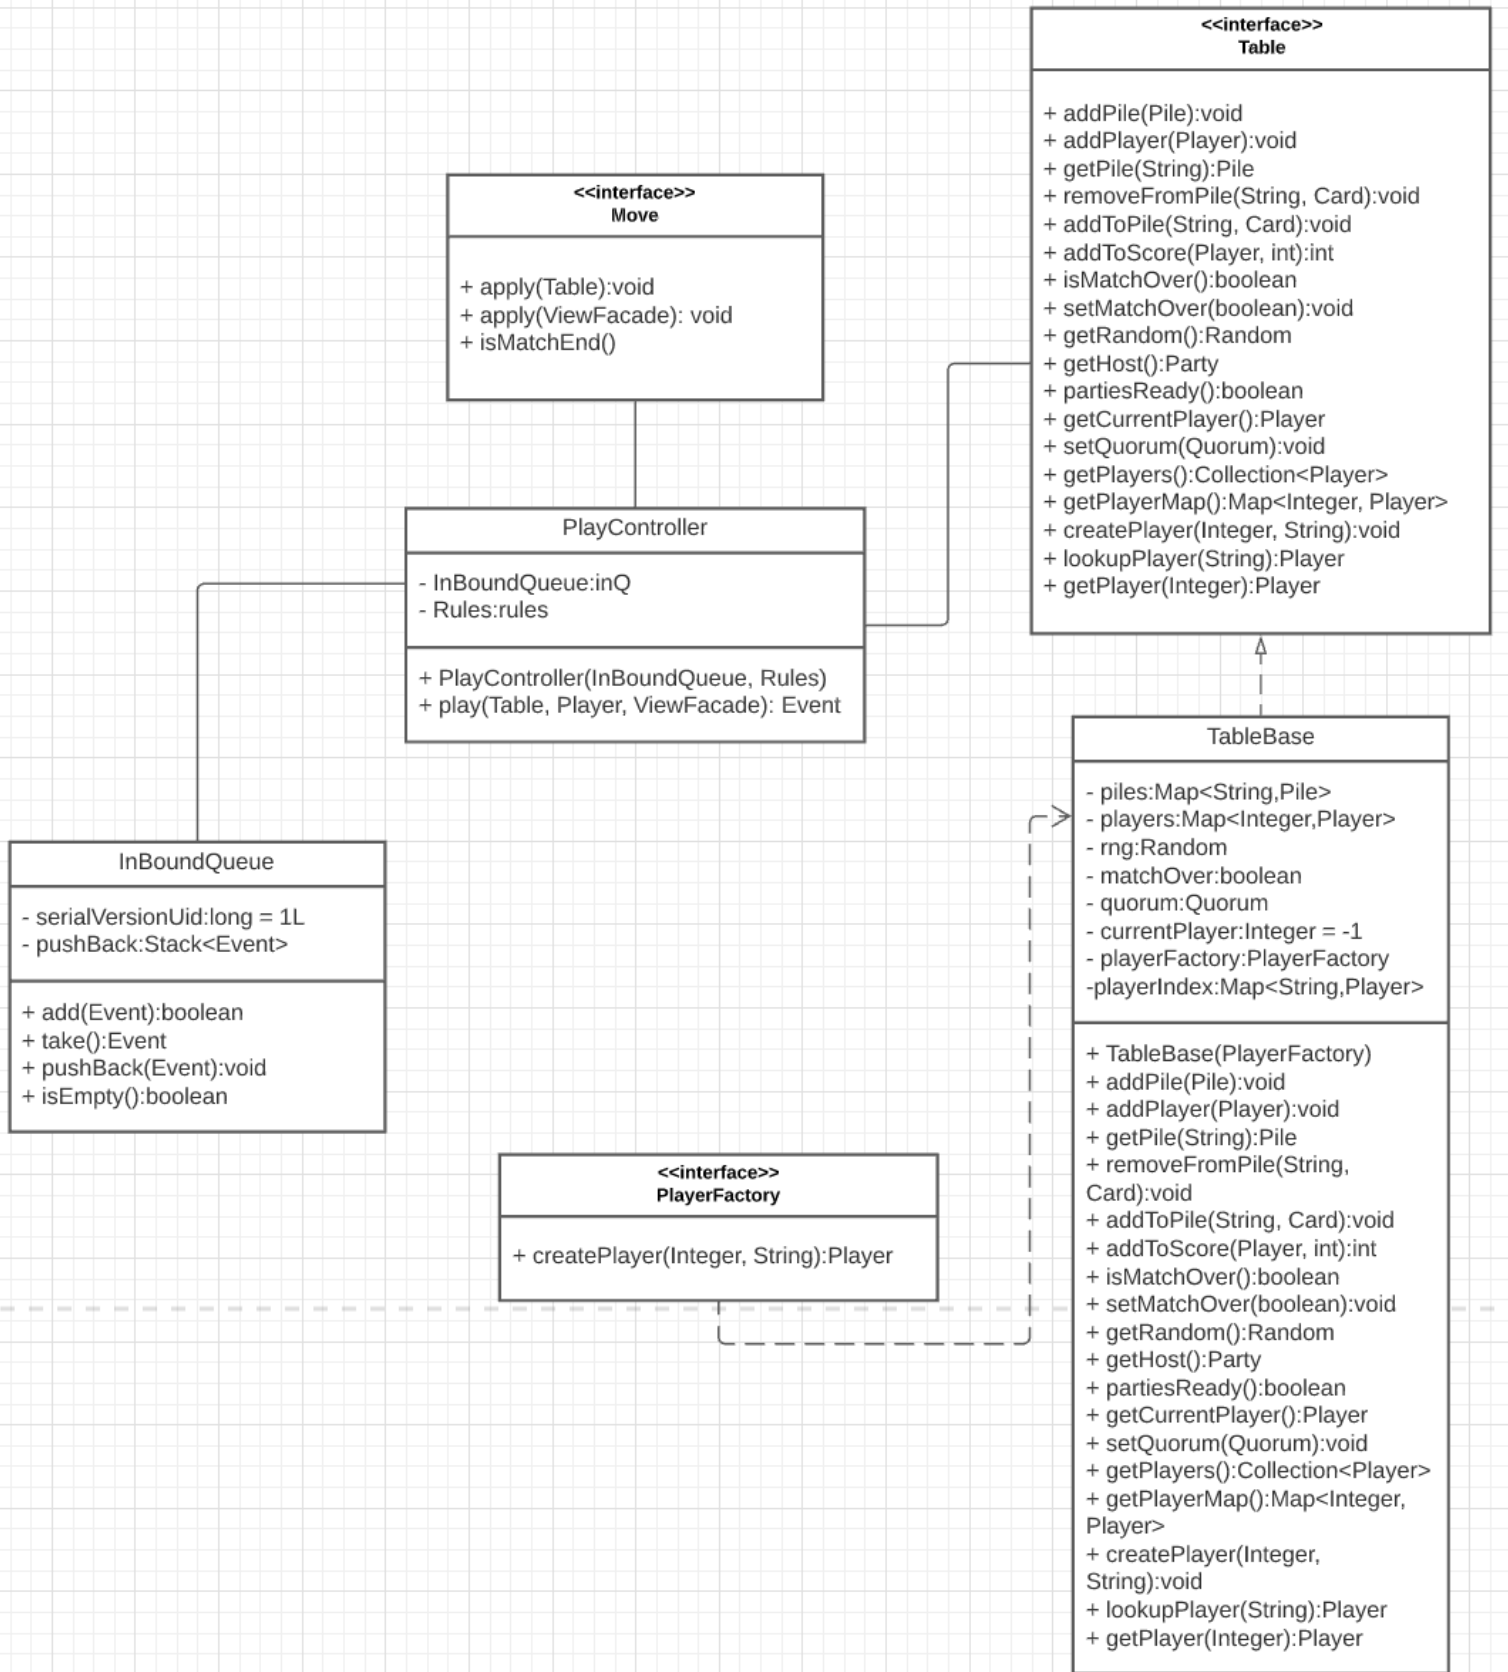 <<interface>>
Table
+ addPile(Pile):void
+ addPlayer(Player):void
+ getPile(String):Pile
+ removeFromPile(String, Card):void
+ addToPile(String, Card):void
+ addToScore(Player, int):int
+ isMatchOver():boolean
+ setMatchOver(boolean):void
+ getRandom():Random
+ getHost():Party
+ partiesReady():boolean
+ getCurrentPlayer():Player
+ setQuorum(Quorum):void
+ getPlayers():Collection<Player>
+ getPlayerMap():Map<Integer, Player>
+ createPlayer(Integer, String):void
+ lookupPlayer(String):Player
+ getPlayer(Integer):Player
<<interface>>
Move
+ apply(Table):void
+ apply(ViewFacade): void
+ isMatchEnd()
PlayController
- InBoundQueue:inQ
- Rules:rules
+ PlayController(InBoundQueue, Rules)
+ play(Table, Player, ViewFacade): Event
InBoundQueue
- serialVersionUid:long = 1L
- pushBack:Stack<Event>
+ add(Event):boolean
+ take():Event
+ pushBack(Event):void
+ isEmpty():boolean
<<interface>>
PlayerFactory
+ createPlayer(Integer, String):Player
TableBase
- piles:Map<String,Pile>
- players:Map<Integer,Player>
- rng:Random
- matchOver:boolean
- quorum:Quorum
- currentPlayer:Integer = -1
- playerFactory:PlayerFactory
-playerIndex:Map<String,Player>
+ TableBase(PlayerFactory)
+ addPile(Pile):void
+ addPlayer(Player):void
+ getPile(String):Pile
+ removeFromPile(String,
Card):void
+ addToPile(String, Card):void
+ addToScore(Player, int):int
+ isMatchOver():boolean
+ setMatchOver(boolean):void
+ getRandom():Random
+ getHost():Party
+ partiesReady():boolean
+ getCurrentPlayer():Player
+ setQuorum(Quorum):void
+ getPlayers():Collection<Player>
+ getPlayerMap():Map<Integer,
Player>
+ createPlayer(Integer,
String):void
+ lookupPlayer(String):Player
+ getPlayer(Integer):Player